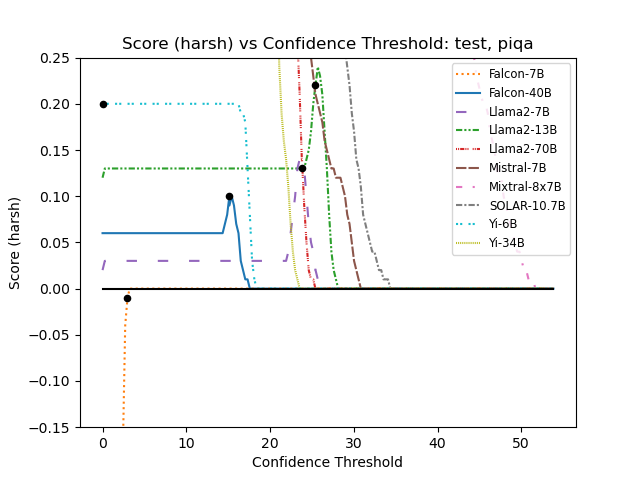 Score (harsh) vs Confidence Threshold: test, piqa
0.25
0.20
0.15
0.10
0.05
0.00
−0.05
−0.10
−0.15
Score (harsh)
Falcon-7B
Falcon-40B
Llama2-7B
Llama2-13B
Llama2-70B
Mistral-7B
Mixtral-8x7B
SOLAR-10.7B
Yi-6B
Yi-34B
0 10 20 30 40 50
Confidence Threshold